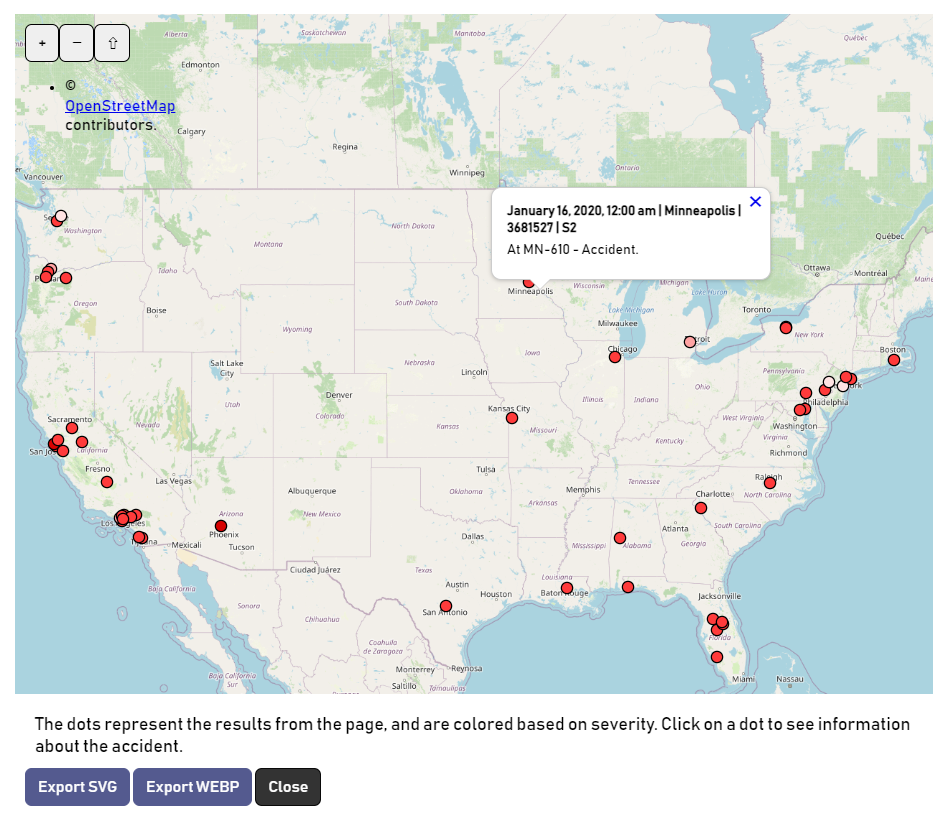 Alberta
Saskatchewan
Manitoba
Québec
+
−
⇧
Edmonton
©
OpenStreetMap
contributors.
Calgary
Regina
Ontario
Winnipeg
Vancouver
January 16, 2020, 12:00 am | Minneapolis |
3681527 | S2
At MN-610 - Accident.
Washington
Montana
North Dakota
Québec
Minneapolis
Wisconsin
Michigan
Lake Huron
Ottawa
Montréal
Maine
Idaho
Oregon
Boise
South Dakota
Lake Michigan
Toronto
Milwaukee
New York
Wyoming
Chicago
Iowa
Boston
Salt Lake
City
Nebraska
Lincoln
Pennsylvania
Ohio
Utah
Denver
Colorado
Illinois
Indiana
Philadelphia
Kansas City
Kansas
Missouri
West Virginia
Washington
Virginia
Sacramento
Nevada
California
Kentucky
Richmond
Fresno
Las Vegas
Tulsa
Oklahoma
Albuquerque
Memphis
Tennessee
Raleigh
Charlotte
North Carolina
Arkansas
Arizona
New Mexico
Los Angeles
Phoenix
Atlanta
South Carolina
Mexicali
Tucson
Dallas
Mississippi
Alabama
Georgia
Ciudad Juárez
Texas
Louisiana
Baja California
Austin
Houston
Baton Rouge
Jacksonville
Sonora
San Antonio
Chihuahua
Florida
Coahuila
de Zaragoza
Monterrey
Reynosa
Baja California
Sur
Saltillo
Tamaulipas
Miami
Nassau
The dots represent the results from the page, and are colored based on severity. Click on a dot to see information
about the accident.
Export SVG
Export WEBP
Close